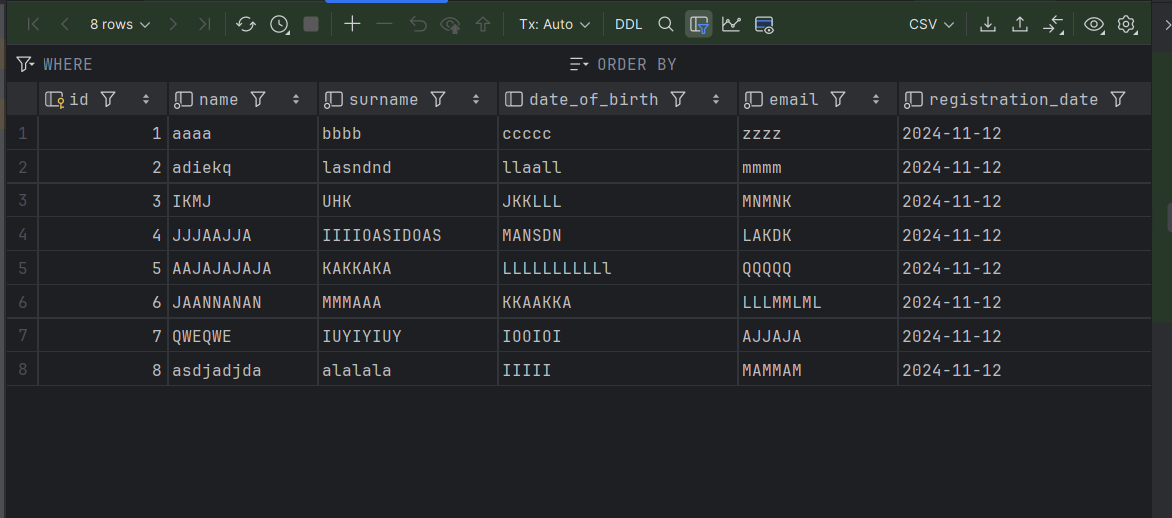 8 rows Tx: Auto DDL CSV
WHERE ORDER BY
id name surname date_of_birth email registration_date
1 1 aaaa bbbb ccccc zzzz 2024-11-12
2 2 adiekq lasndnd llaall mmmm 2024-11-12
3 3 IKMJ UHK JKKLLL MNMNK 2024-11-12
4 4 JJJAAJJA IIIIOASIDOAS MANSDN LAKDK 2024-11-12
5 5 AAJAJAJAJA KAKKAKA LLLLLLLLLLl QQQQQ 2024-11-12
6 6 JAANNANAN MMMAAA KKAAKKA LLLMMLML 2024-11-12
7 7 QWEQWE IUYIYIUY IOOIOI AJJAJA 2024-11-12
8 8 asdjadjda alalala IIIII MAMMAM 2024-11-12